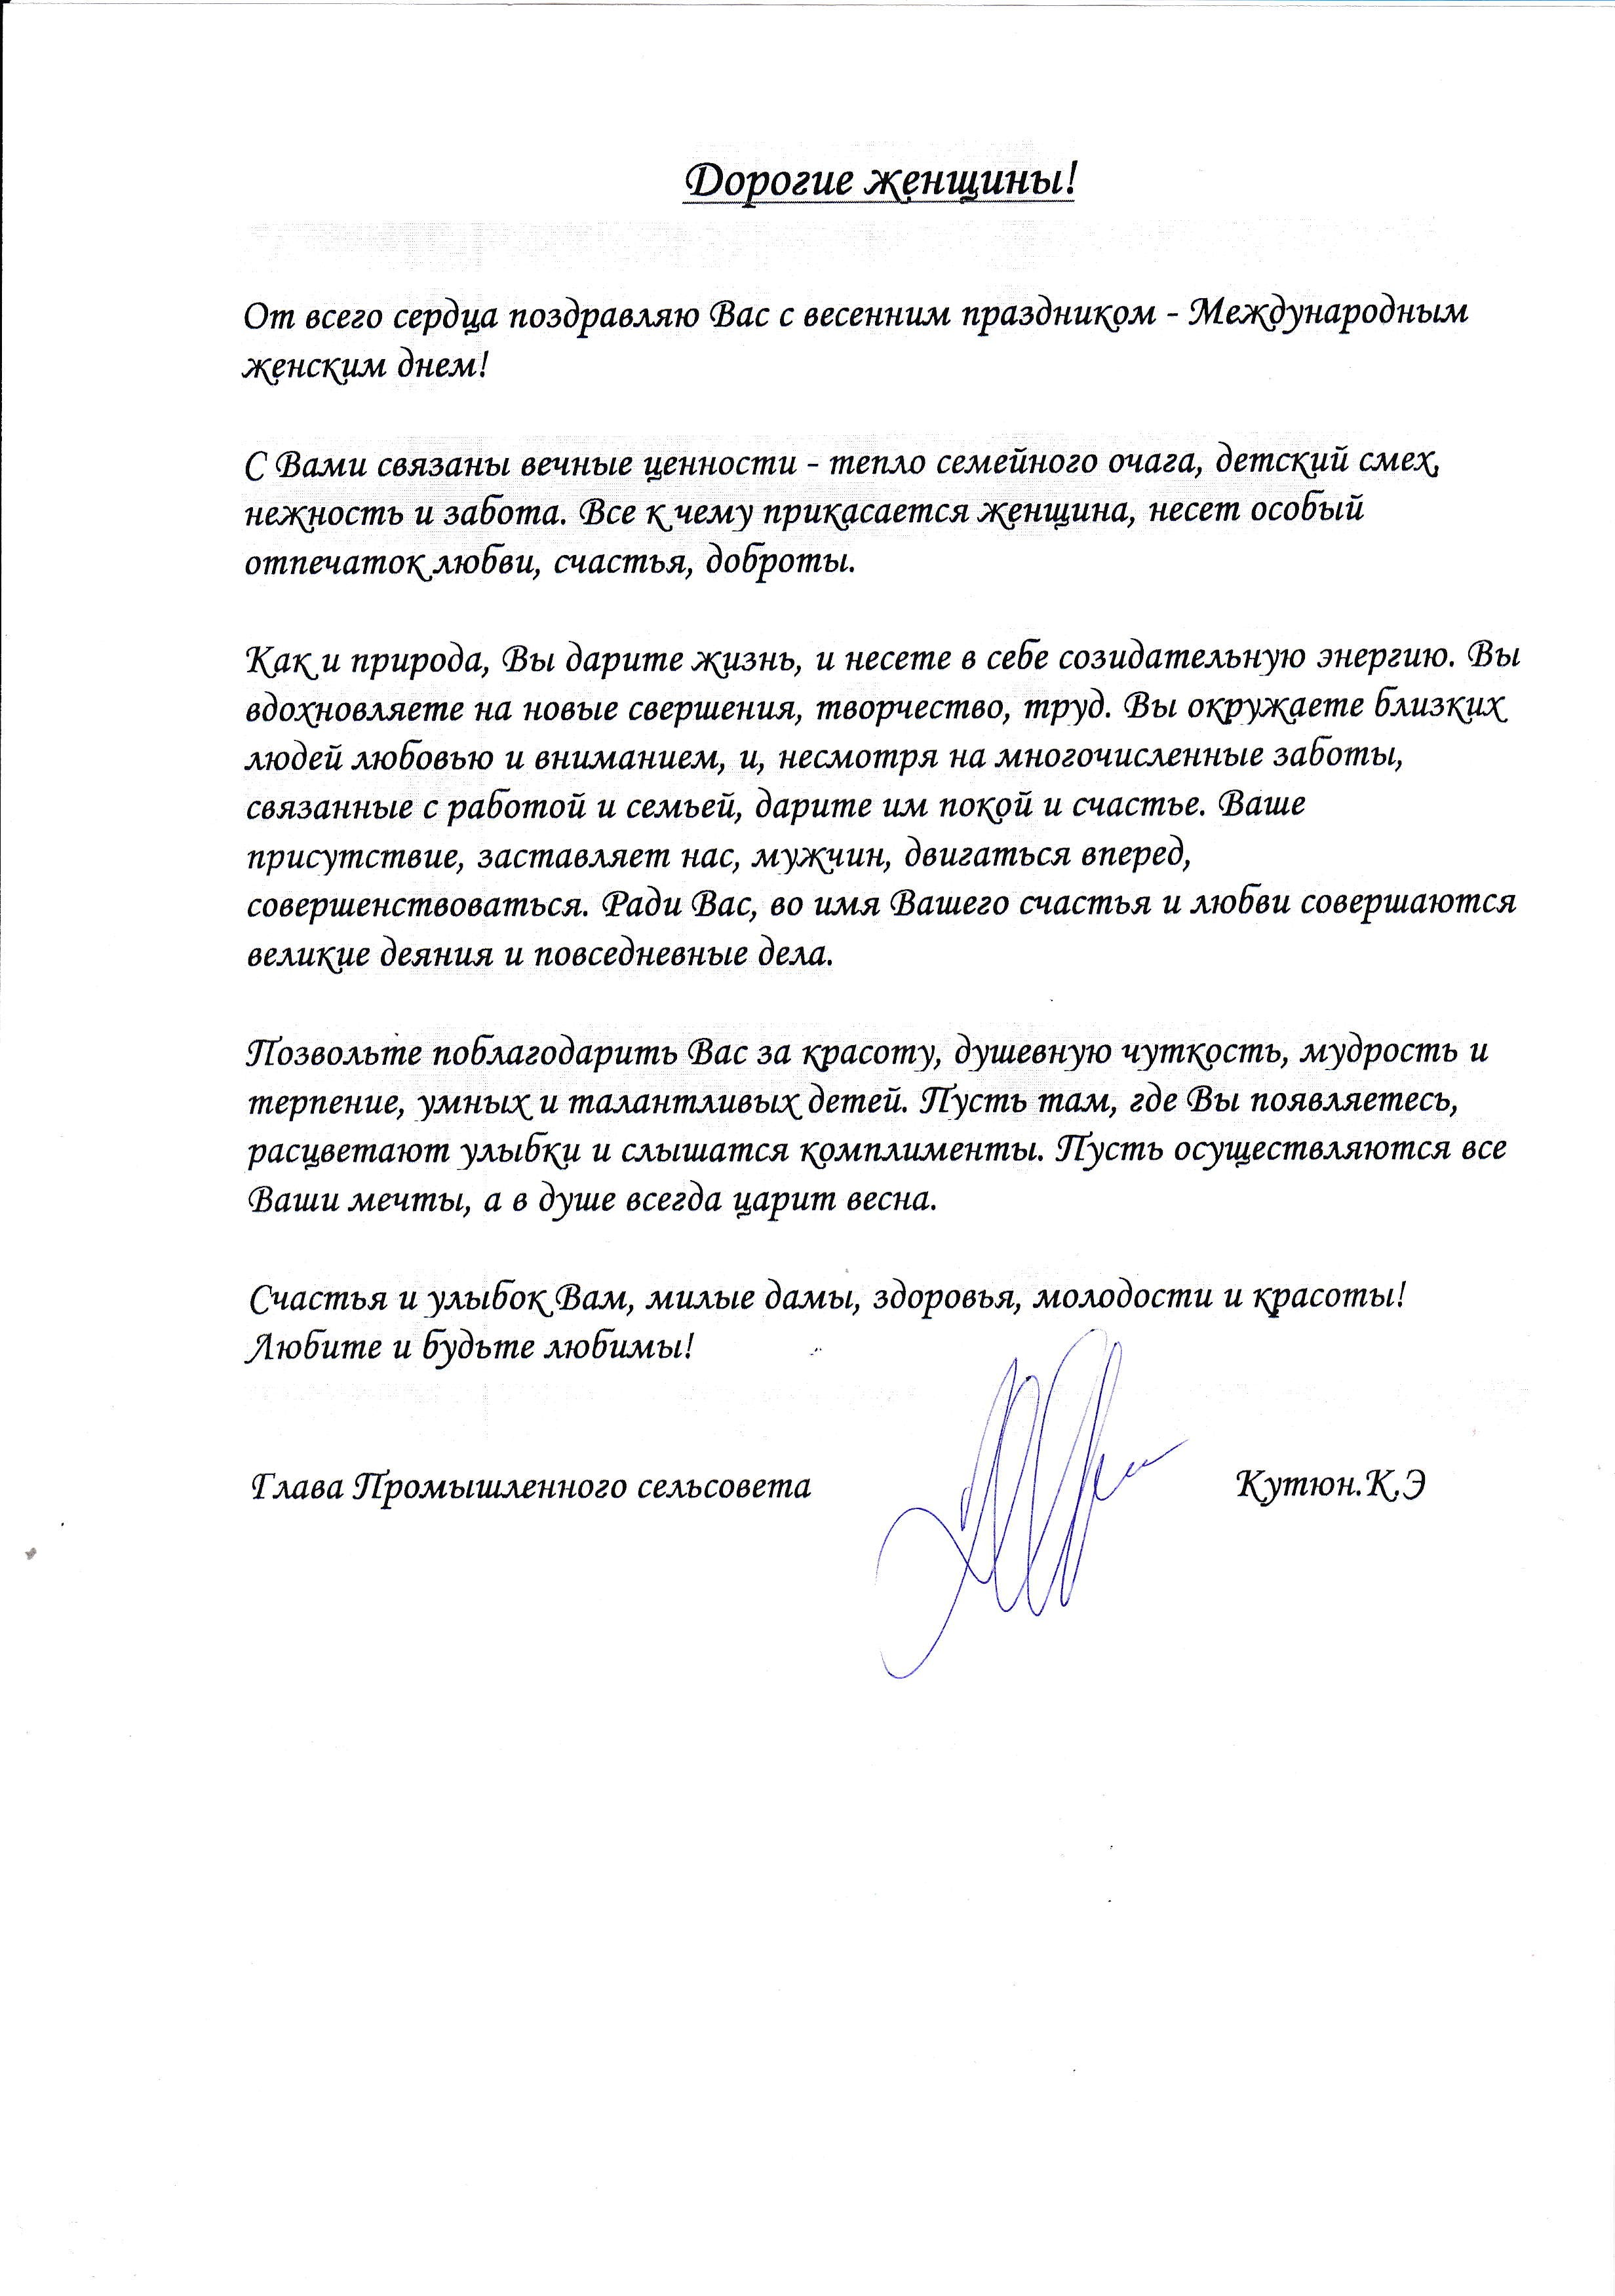 Дорогие женщины!
От всего сердца поздравляю Вас с весенним праздником - Международным
женским днем!
С Вами связаны вечные ценности - тепло семейного очага, детский смех,
нежность и забота. Все к чему прикасается женщина, несет особый
отпечаток любви, счастья, доброты.
Как и природа, Вы дарите жизнь, и несете в себе созидательную энергию. Вы
вдохновляете на новые свершения, творчество, труд. Вы окружаете близких
людей любовью и вниманием, и, несмотря на многочисленные заботы,
связанные с работой и семьей, дарите им покой и счастье. Ваше
присутствие, заставляет нас, мужчин, двигаться вперед,
совершенствоваться. Ради Вас, во имя Вашего счастья и любви совершаются
великие деяния и повседневные дела.
Позвольте поблагодарить Вас за красоту, душевную чуткость, мудрость и
терпение, умных и талантливых детей. Пусть там, где Вы появляетесь,
расцветают улыбки и слышатся комплименты. Пусть осуществляются все
Ваши мечты, а в душе всегда царит весна.
Счастья и улыбок Вам, милые дамы, здоровья, молодости и красоты!
Любите и будьте любимы!
Глава Промышленного сельсовета Кутюн.К.Э